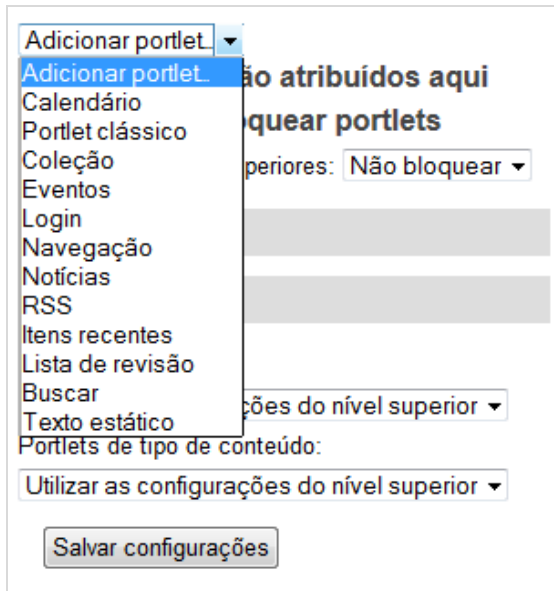 Adicionar portlet...
Adicionar portlet...
ão atribuídos aqui
Calendário
Portlet clássico
quear portlets
Coleção
periores: Não bloquear
Eventos
Login
Navegação
Notícias
RSS
Itens recentes
Lista de revisão
Buscar
ções do nível superior
Texto estático
Portlets de tipo de conteúdo:
Utilizar as configurações do nível superior
Salvar configurações